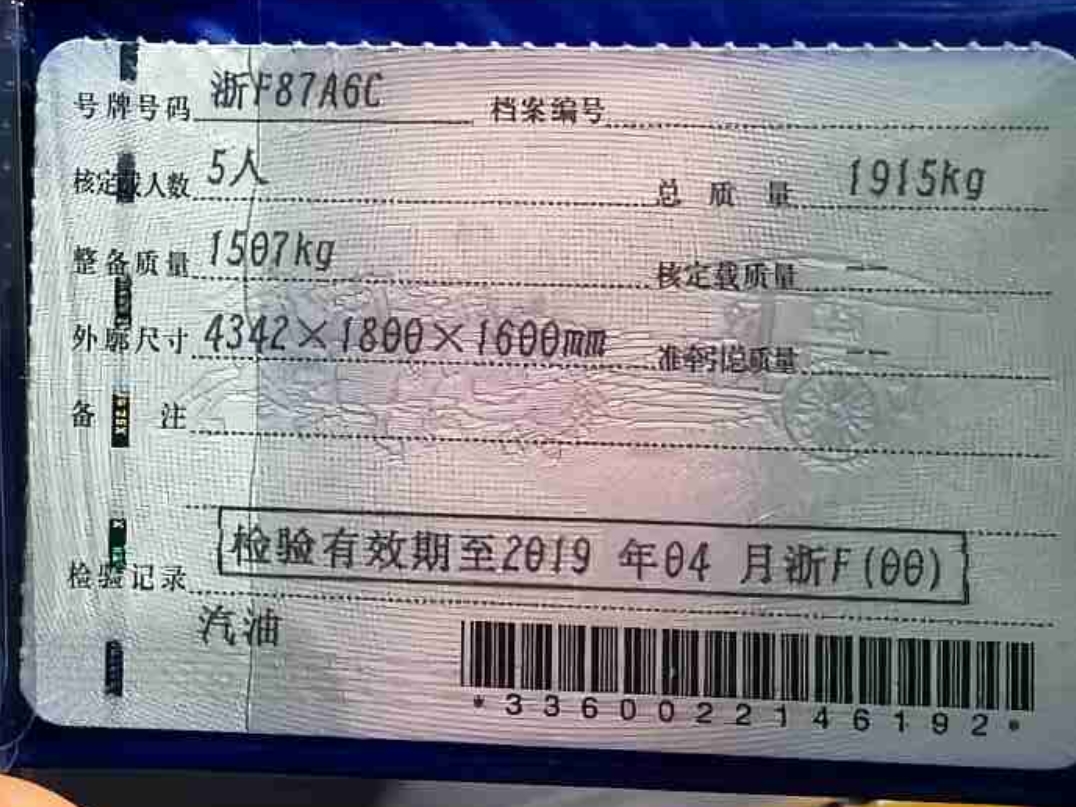 号牌号码 浙F87A6C 档案编号
核定载人数 5人 总质量 1915kg
整备质量 1507kg 核定载质量 --
外廓尺寸 4342×1800×1600mm 准牵引总质量 --
备注
检验记录 检验有效期至2019 年04 月浙F(00)
汽油
*3360022146192*